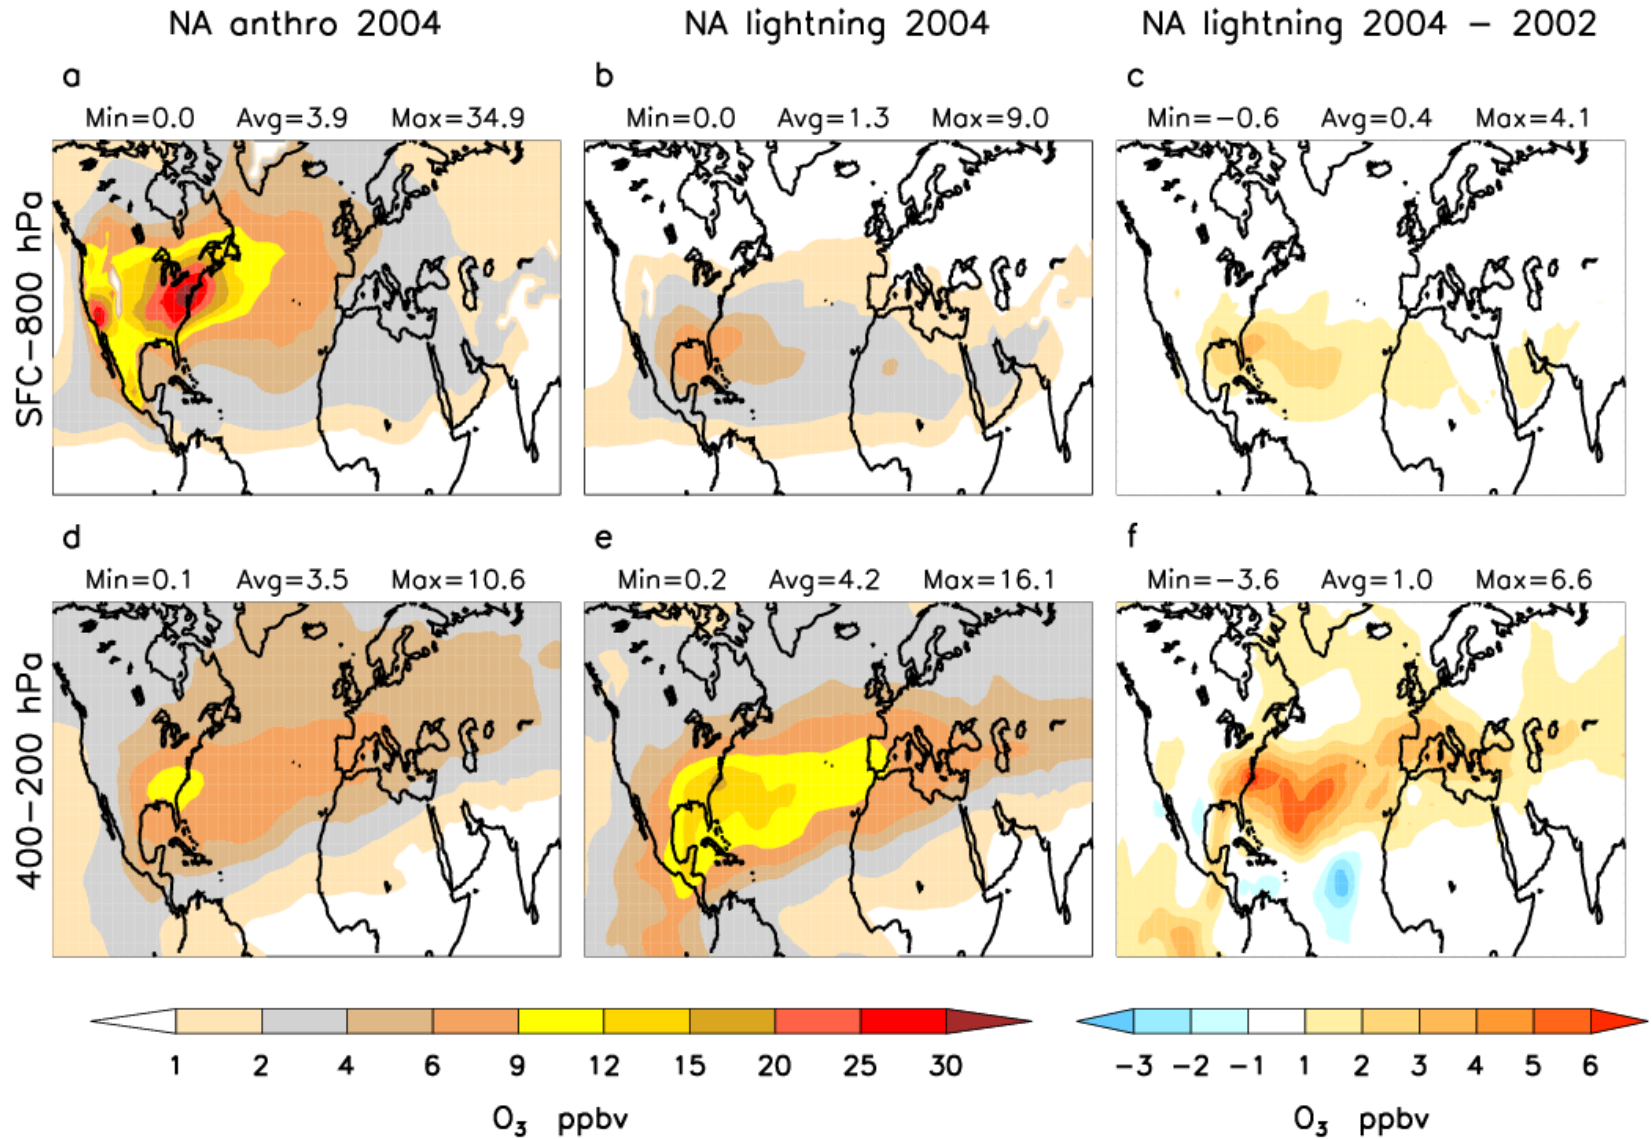 NA anthro 2004 NA lightning 2004 NA lightning 2004 − 2002
a b c
Min=0.0 Avg=3.9 Max=34.9 Min=0.0 Avg=1.3 Max=9.0 Min=−0.6 Avg=0.4 Max=4.1
SFC−800 hPa
d e f
Min=0.1 Avg=3.5 Max=10.6 Min=0.2 Avg=4.2 Max=16.1 Min=−3.6 Avg=1.0 Max=6.6
400−200 hPa
1 2 4 6 9 12 15 20 25 30 −3 −2 −1 1 2 3 4 5 6
O₃ ppbv O₃ ppbv